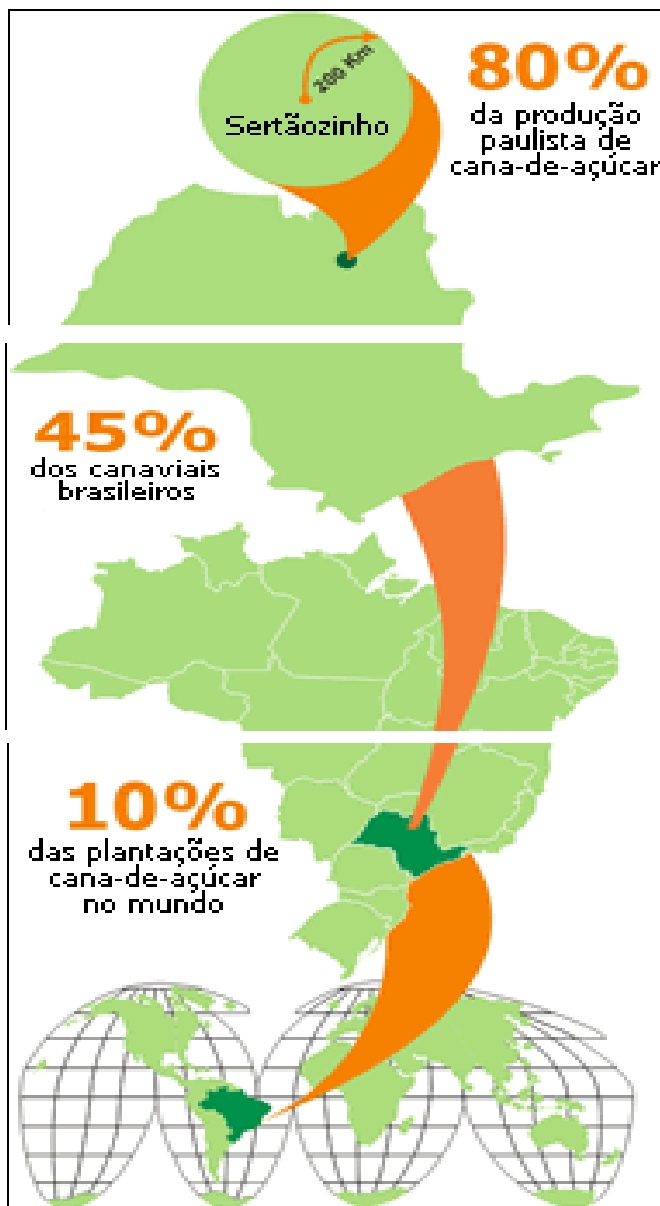 200 Km
Sertãozinho
80%
da produção
paulista de
cana-de-açúcar
45%
dos canaviais
brasileiros
10%
das plantações de
cana-de-açúcar
no mundo